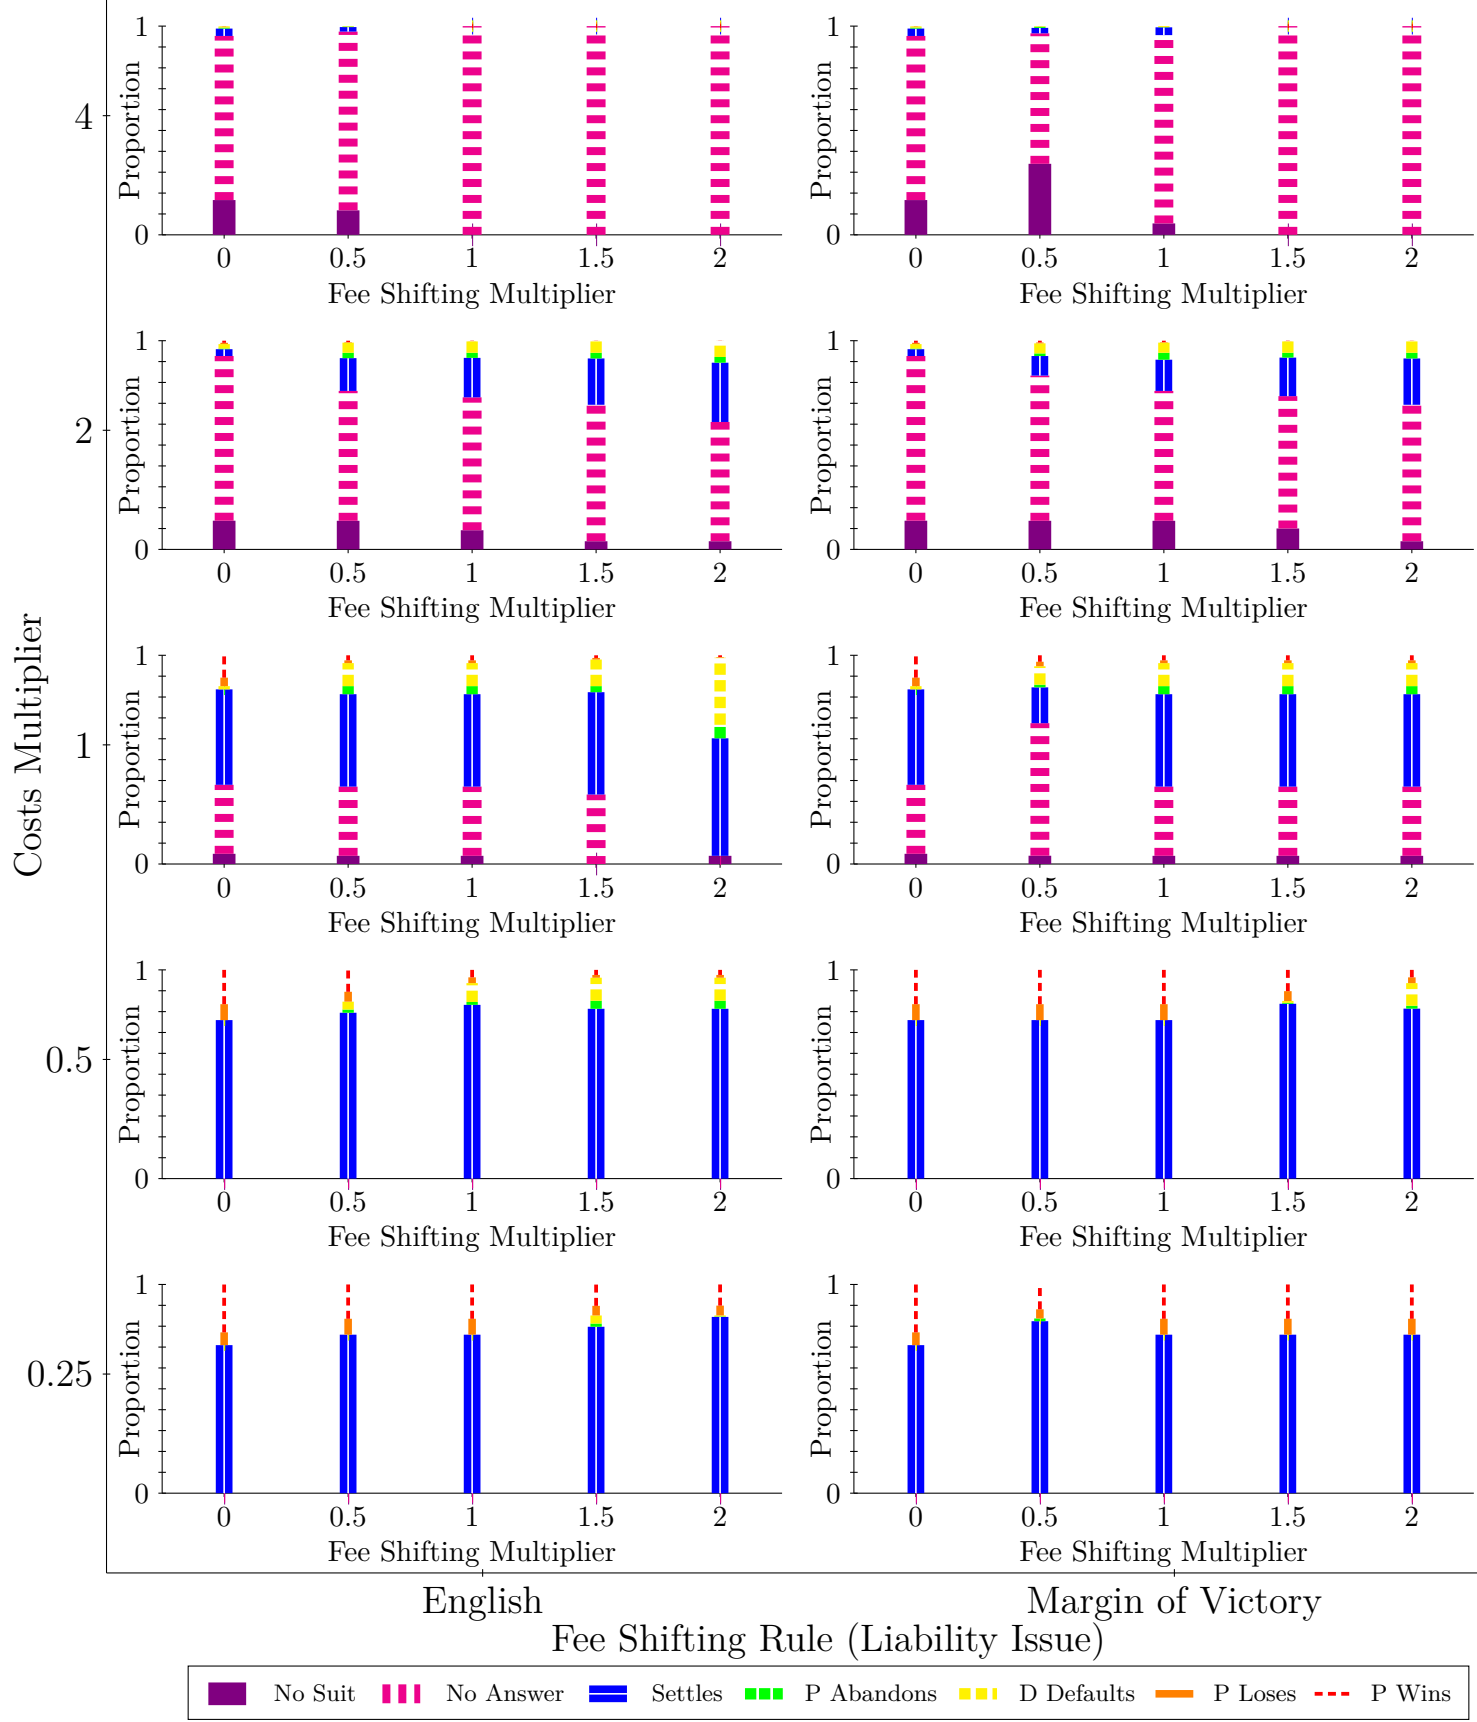 1
Proportion
0
0 0.5 1 1.5 2
Fee Shifting Multiplier
1
Proportion
0
0 0.5 1 1.5 2
Fee Shifting Multiplier
4
1
Proportion
0
0 0.5 1 1.5 2
Fee Shifting Multiplier
1
Proportion
0
0 0.5 1 1.5 2
Fee Shifting Multiplier
2
Costs Multiplier
1
Proportion
0
0 0.5 1 1.5 2
Fee Shifting Multiplier
1
Proportion
0
0 0.5 1 1.5 2
Fee Shifting Multiplier
1
1
Proportion
0
0 0.5 1 1.5 2
Fee Shifting Multiplier
1
Proportion
0
0 0.5 1 1.5 2
Fee Shifting Multiplier
0.5
1
Proportion
0
0 0.5 1 1.5 2
Fee Shifting Multiplier
1
Proportion
0
0 0.5 1 1.5 2
Fee Shifting Multiplier
0.25
English Margin of Victory
Fee Shifting Rule (Liability Issue)
No Suit No Answer Settles P Abandons D Defaults P Loses P Wins